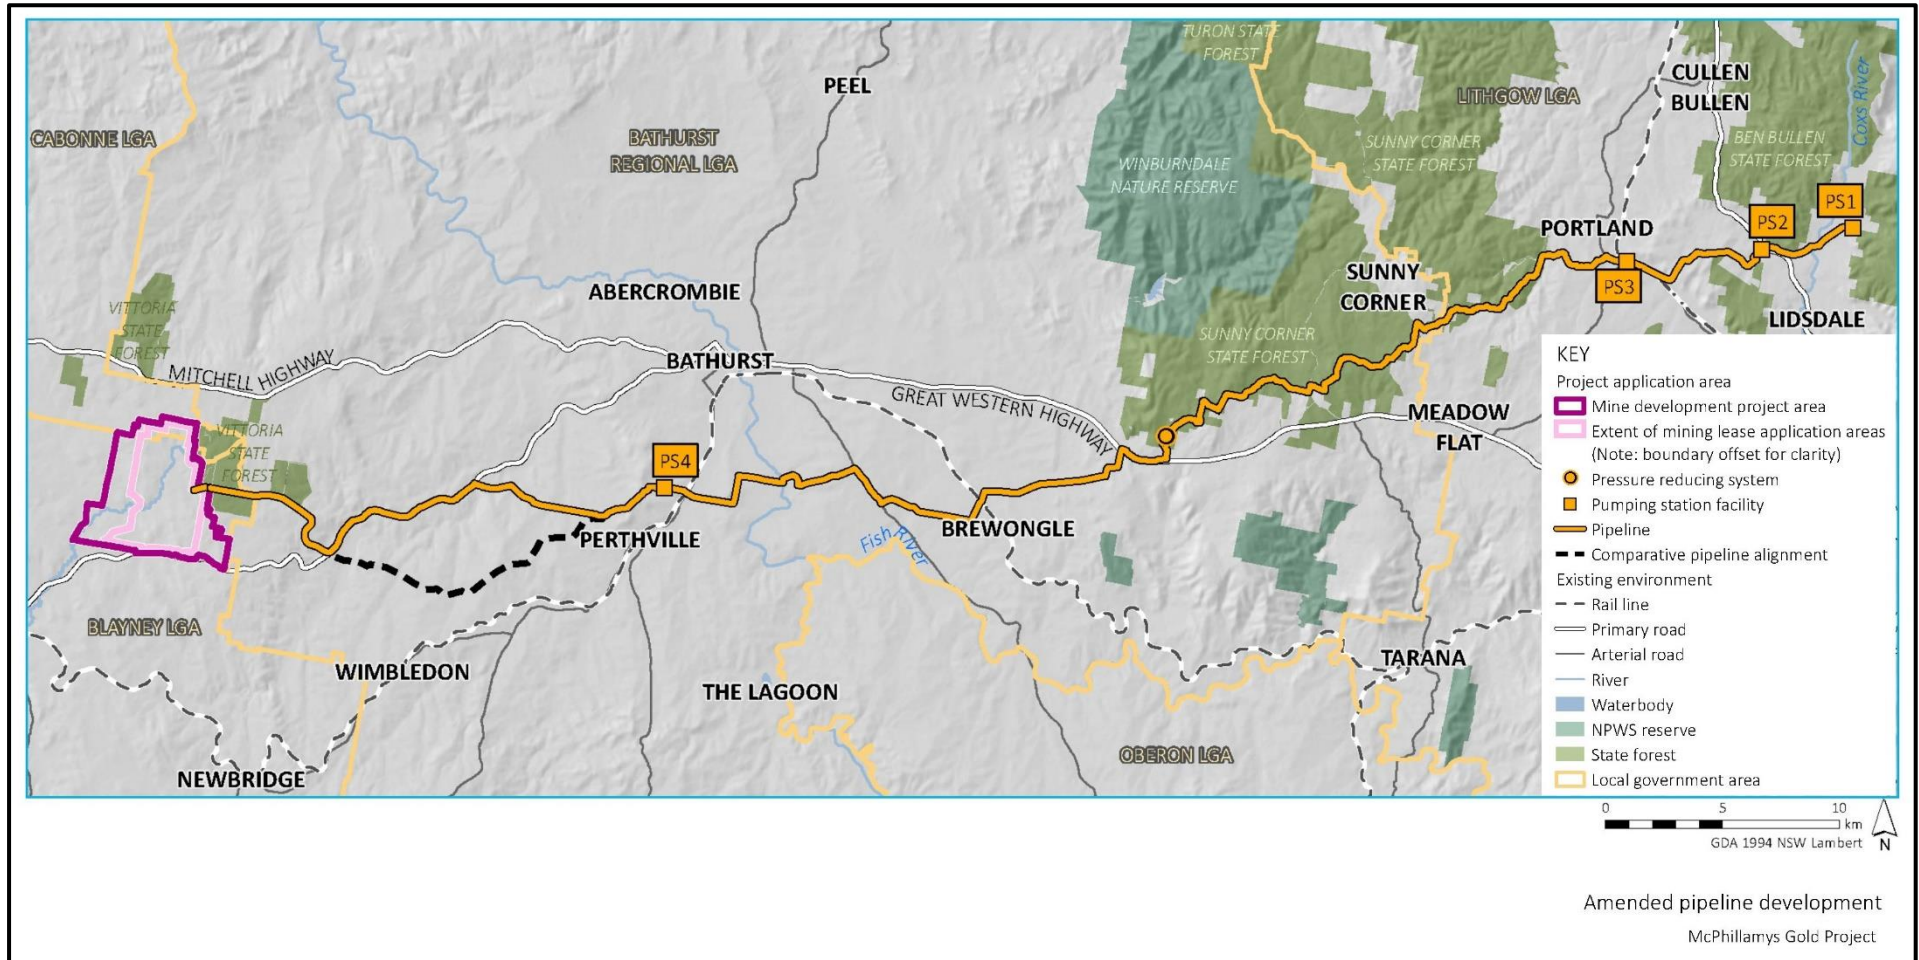 TURON STATE
FOREST
PEEL
CULLEN
BULLEN
LITHGOW LGA
Coxs River
CABONNE LGA
BATHURST
REGIONAL LGA
SUNNY CORNER
STATE FOREST
BEN BULLEN
STATE FOREST
WINBURNDALE
NATURE RESERVE
PS1
PS2
PORTLAND
PS3
SUNNY
CORNER
ABERCROMBIE
VITTORIA
STATE
FOREST
LIDSDALE
SUNNY CORNER
STATE FOREST
MITCHELL HIGHWAY
BATHURST
GREAT WESTERN HIGHWAY
MEADOW
FLAT
VITTORIA
STATE
FOREST
PS4
PERTHVILLE
Fish River
BREWONGLE
BLAYNEY LGA
WIMBLEDON
THE LAGOON
TARANA
OBERON LGA
NEWBRIDGE
KEY
Project application area
Mine development project area
Extent of mining lease application areas
(Note: boundary offset for clarity)
Pressure reducing system
Pumping station facility
Pipeline
Comparative pipeline alignment
Existing environment
Rail line
Primary road
Arterial road
River
Waterbody
NPWS reserve
State forest
Local government area
0 5 10
km
GDA 1994 NSW Lambert N
Amended pipeline development
McPhillamys Gold Project